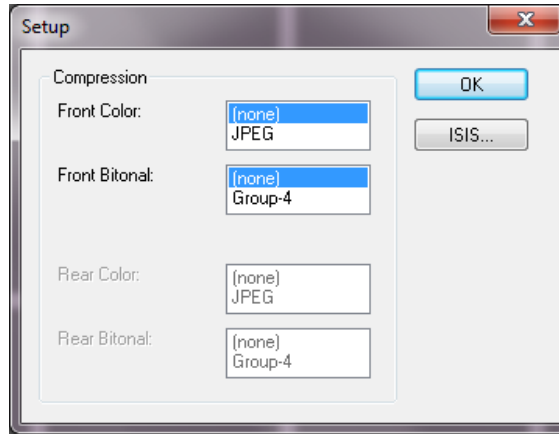 Setup
Compression
OK
Front Color:
(none)
JPEG
ISIS...
Front Bitonal:
(none)
Group-4
Rear Color:
(none)
JPEG
Rear Bitonal:
(none)
Group-4